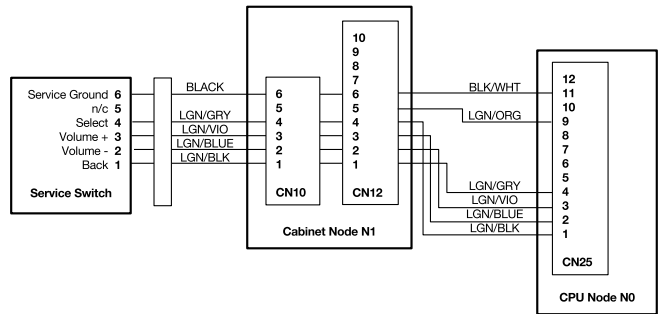 Service Ground 6
n/c 5
Select 4
Volume + 3
Volume - 2
Back 1
Service Switch
BLACK
LGN/GRY
LGN/VIO
LGN/BLUE
LGN/BLK
6
5
4
3
2
1
CN10
10
9
8
7
6
5
4
3
2
1
CN12
Cabinet Node N1
BLK/WHT
LGN/ORG
LGN/GRY
LGN/VIO
LGN/BLUE
LGN/BLK
12
11
10
9
8
7
6
5
4
3
2
1
CN25
CPU Node N0